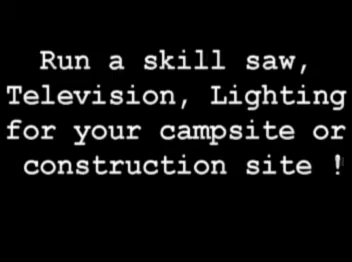 Run a skill saw,
Television, Lighting
for your campsite or
construction site !